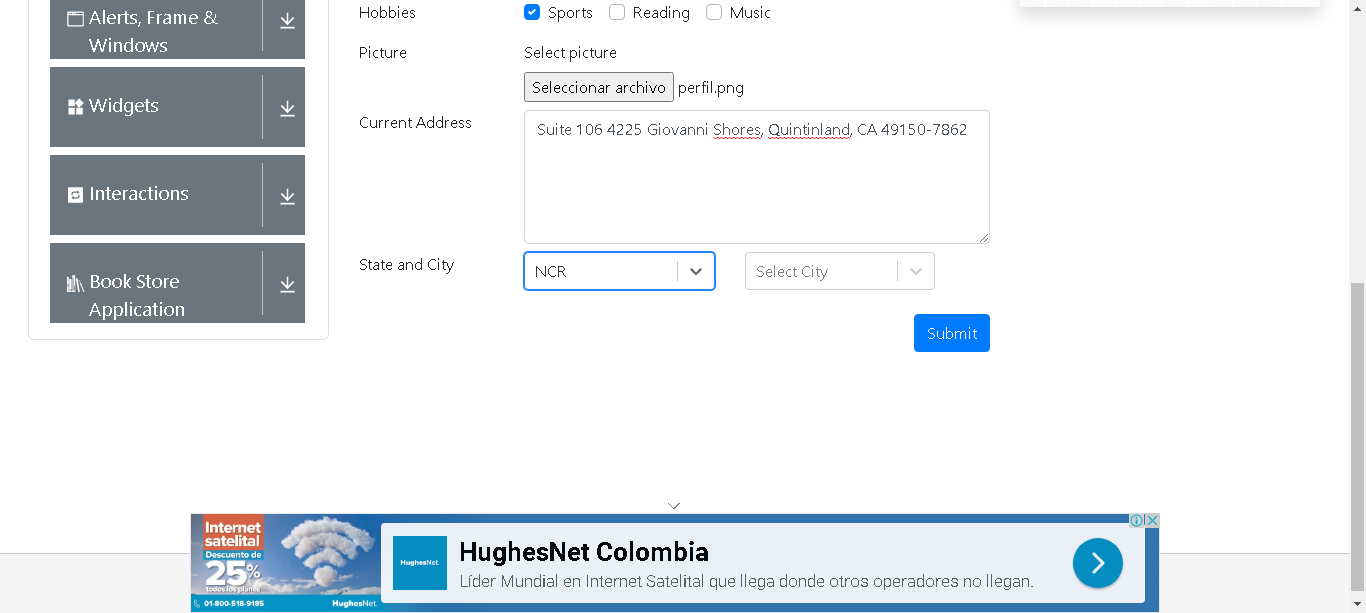 Alerts, Frame &
Windows
Widgets
Interactions
Book Store
Application
Hobbies
Sports Reading Music
Picture
Select picture
Seleccionar archivo perfil.png
Current Address
Suite 106 4225 Giovanni Shores, Quintinland, CA 49150-7862
State and City
NCR
Select City
Submit
Internet
satelital
Descuento de
25%
todos los planes
01-800-518-9185
HughesNet.
HughesNet.
HughesNet Colombia
Líder Mundial en Internet Satelital que llega donde otros operadores no llegan.